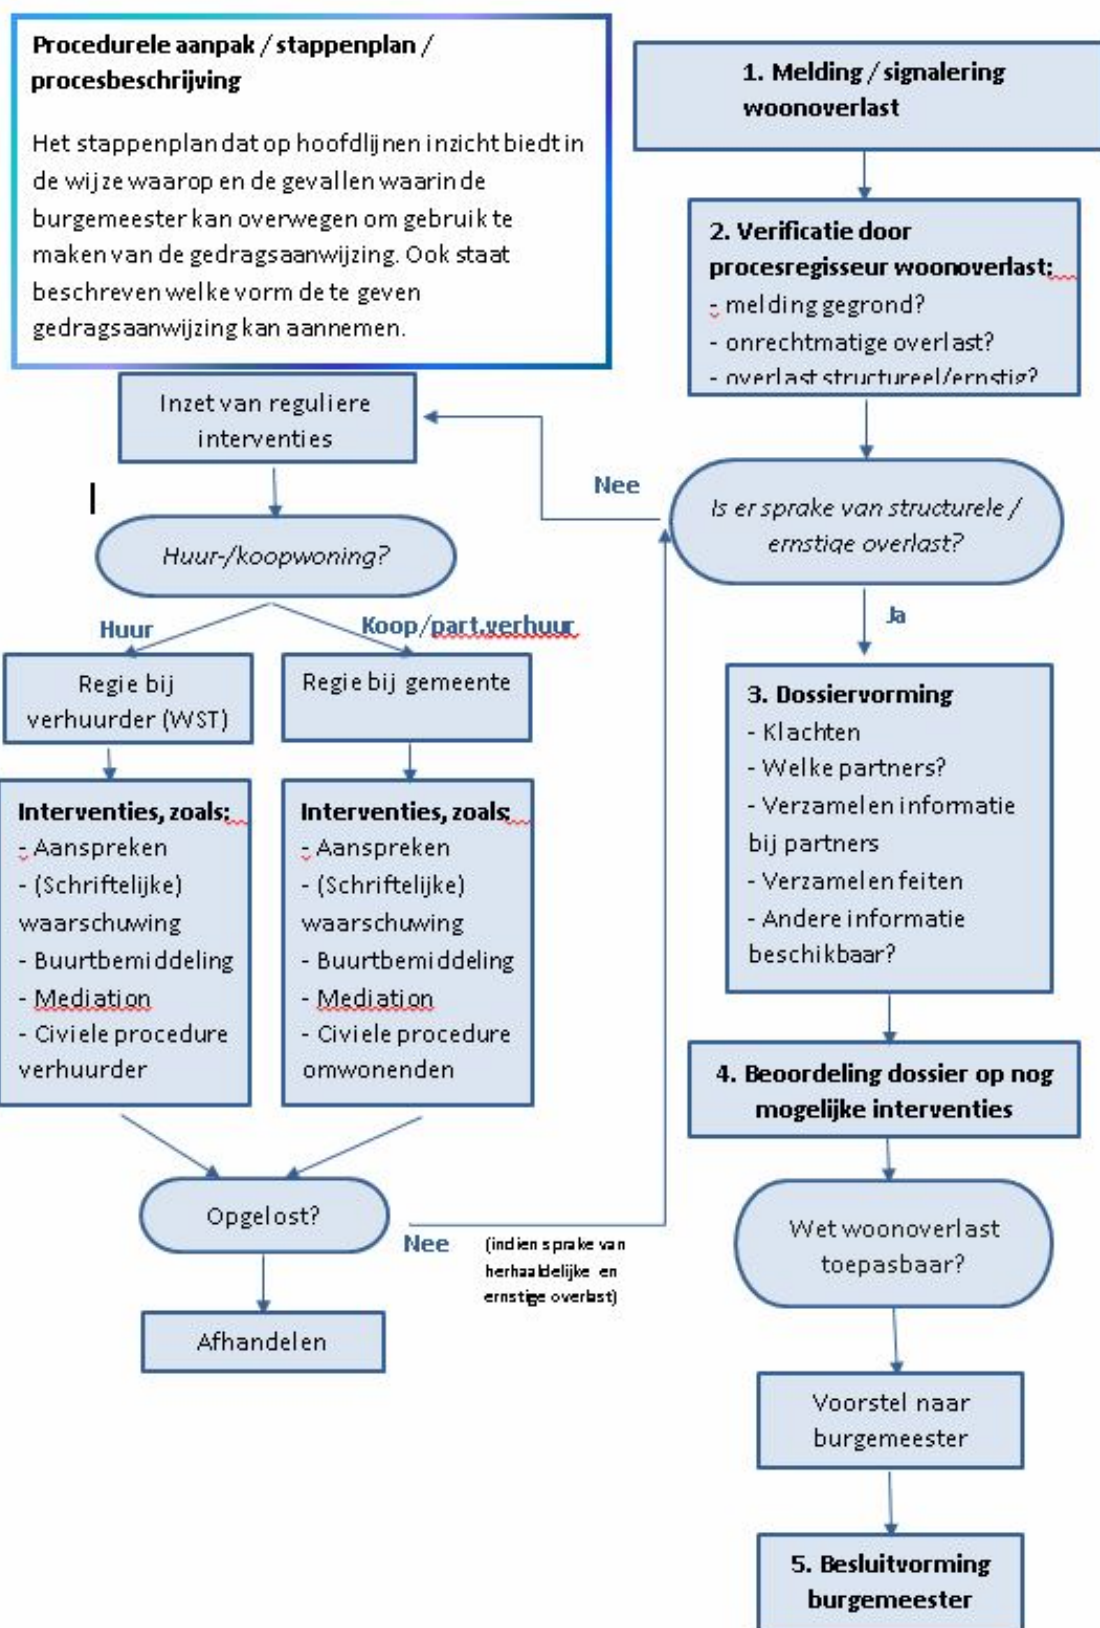 Procedurele aanpak / stappenplan /
procesbeschrijving
Het stappenplan dat op hoofdlijnen inzicht biedt in
de wijze waarop en de gevallen waarin de
burgemeester kan overwegen om gebruik te
maken van de gedragsaanwijzing. Ook staat
beschreven welke vorm de te geven
gedragsaanwijzing kan aannemen.
1. Melding / signalering
woonoverlast
2. Verificatie door
procesregisseur woonoverlast:
- melding gegrond?
- onrechtmatige overlast?
- overlast structureel/ernstig?
Is er sprake van structurele /
ernstige overlast?
Nee
Ja
Inzet van reguliere
interventies
Huur-/koopwoning?
Huur
Koop/part.verhuur
Regie bij
verhuurder (WST)
Regie bij gemeente
Interventies, zoals:
- Aanspreken
- (Schriftelijke)
waarschuwing
- Buurtbemiddeling
- Mediation
- Civiele procedure
verhuurder
Interventies, zoals:
- Aanspreken
- (Schriftelijke)
waarschuwing
- Buurtbemiddeling
- Mediation
- Civiele procedure
omwonenden
Opgelost?
Nee
(indien sprake van
herhaaldelijke en
ernstige overlast)
Afhandelen
3. Dossiervorming
- Klachten
- Welke partners?
- Verzamelen informatie
bij partners
- Verzamelen feiten
- Andere informatie
beschikbaar?
4. Beoordeling dossier op nog
mogelijke interventies
Wet woonoverlast
toepasbaar?
Voorstel naar
burgemeester
5. Besluitvorming
burgemeester